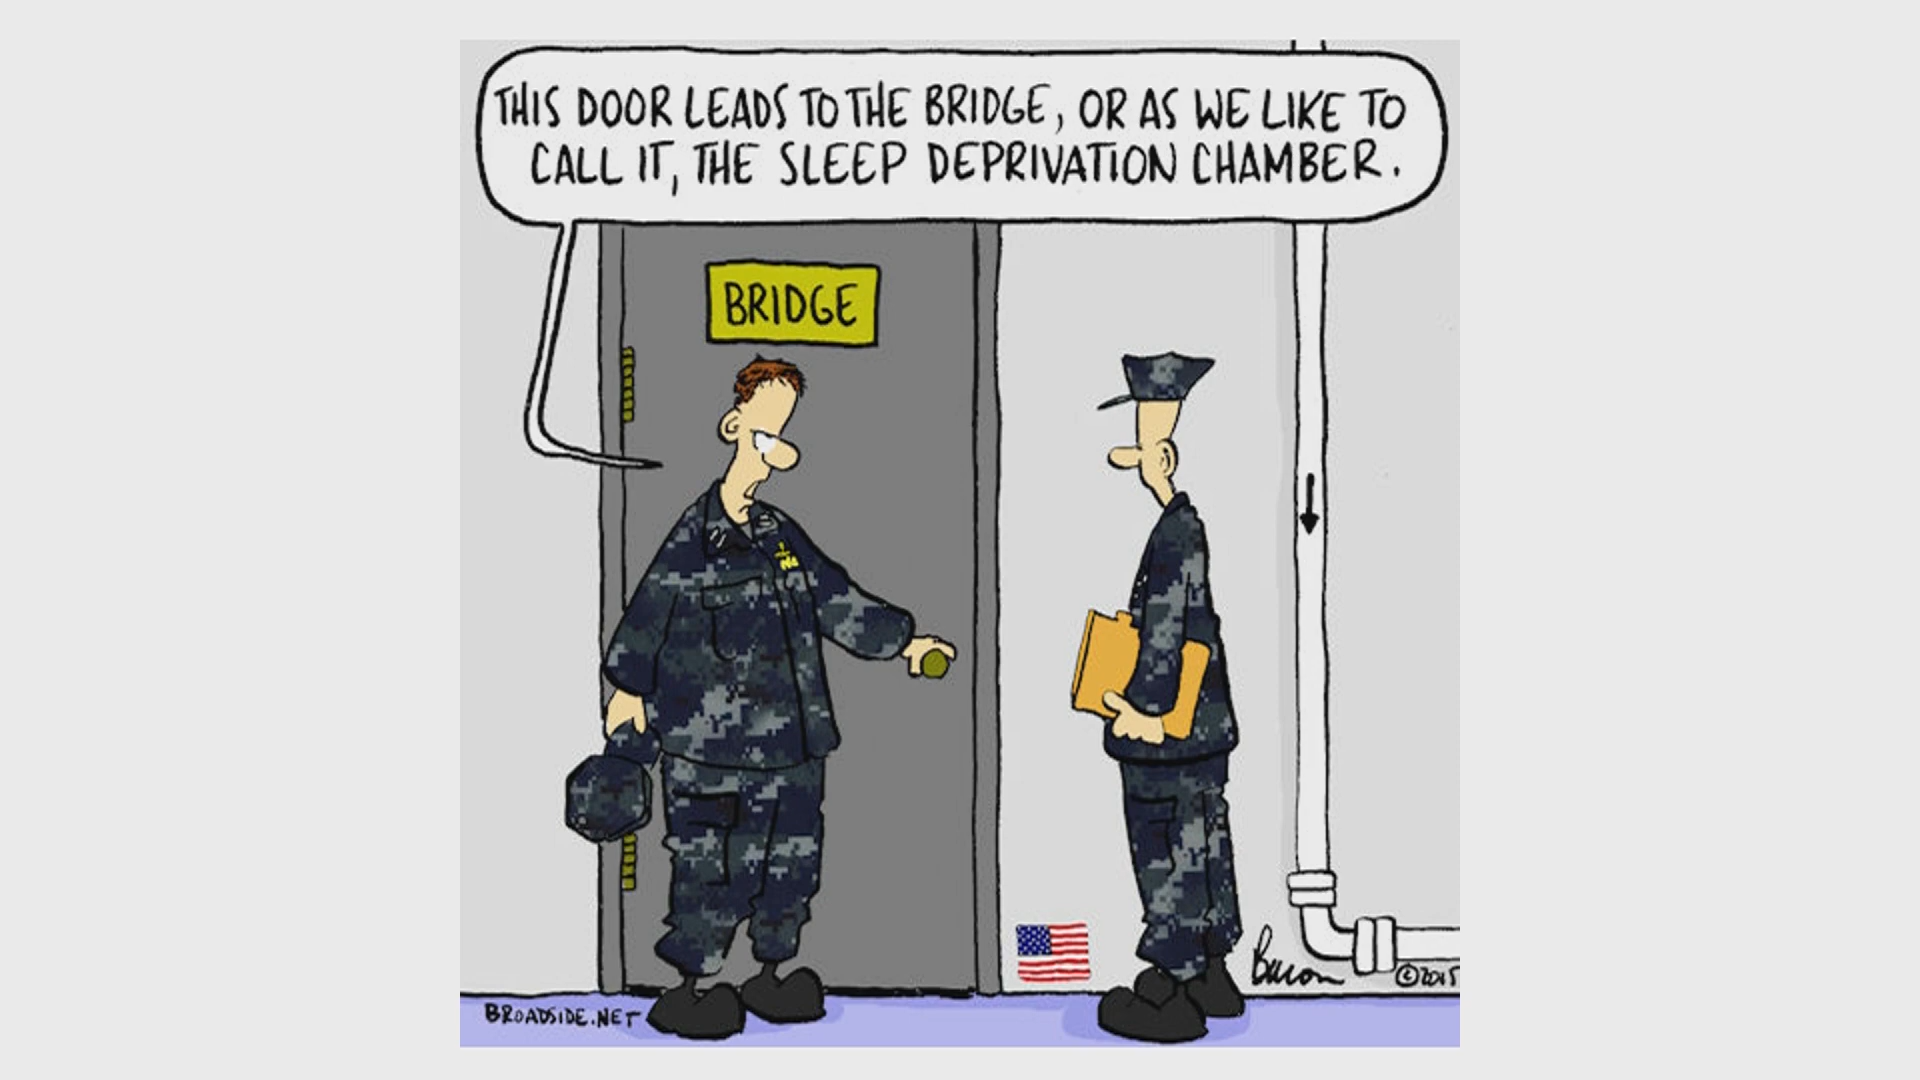 THIS DOOR LEADS TO THE BRIDGE, OR AS WE LIKE TO
CALL IT, THE SLEEP DEPRIVATION CHAMBER.
BRIDGE
Bacon ©2015
BROADSIDE.NET